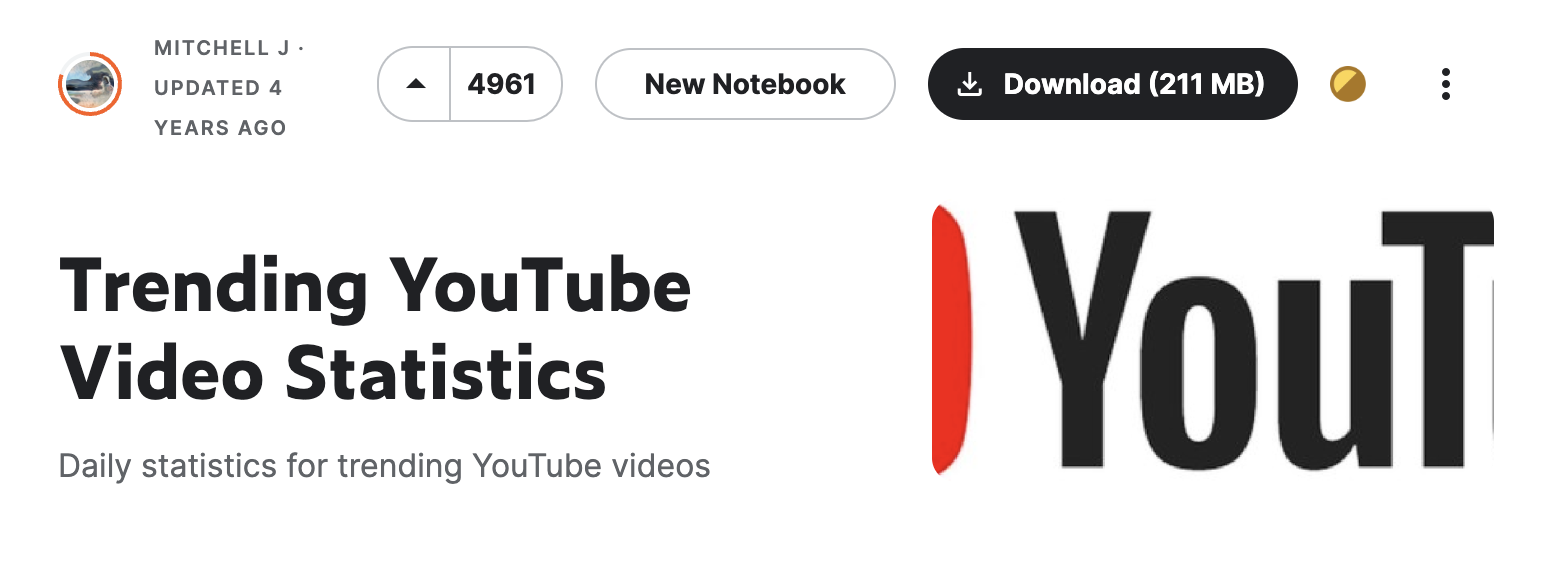 MITCHELL J ·
UPDATED 4
YEARS AGO
4961
New Notebook
Download (211 MB)
Trending YouTube
Video Statistics
Daily statistics for trending YouTube videos
YouT